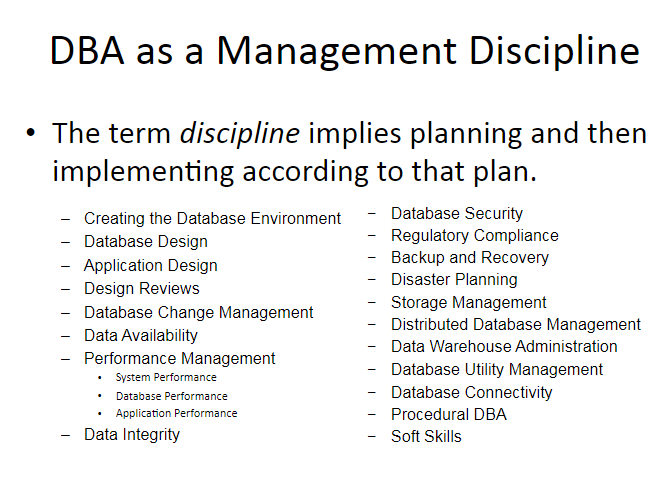 DBA as a Management Discipline
• The term discipline implies planning and then
implementing according to that plan.
– Creating the Database Environment
– Database Design
– Application Design
– Design Reviews
– Database Change Management
– Data Availability
– Performance Management
• System Performance
• Database Performance
• Application Performance
– Data Integrity
– Database Security
– Regulatory Compliance
– Backup and Recovery
– Disaster Planning
– Storage Management
– Distributed Database Management
– Data Warehouse Administration
– Database Utility Management
– Database Connectivity
– Procedural DBA
– Soft Skills